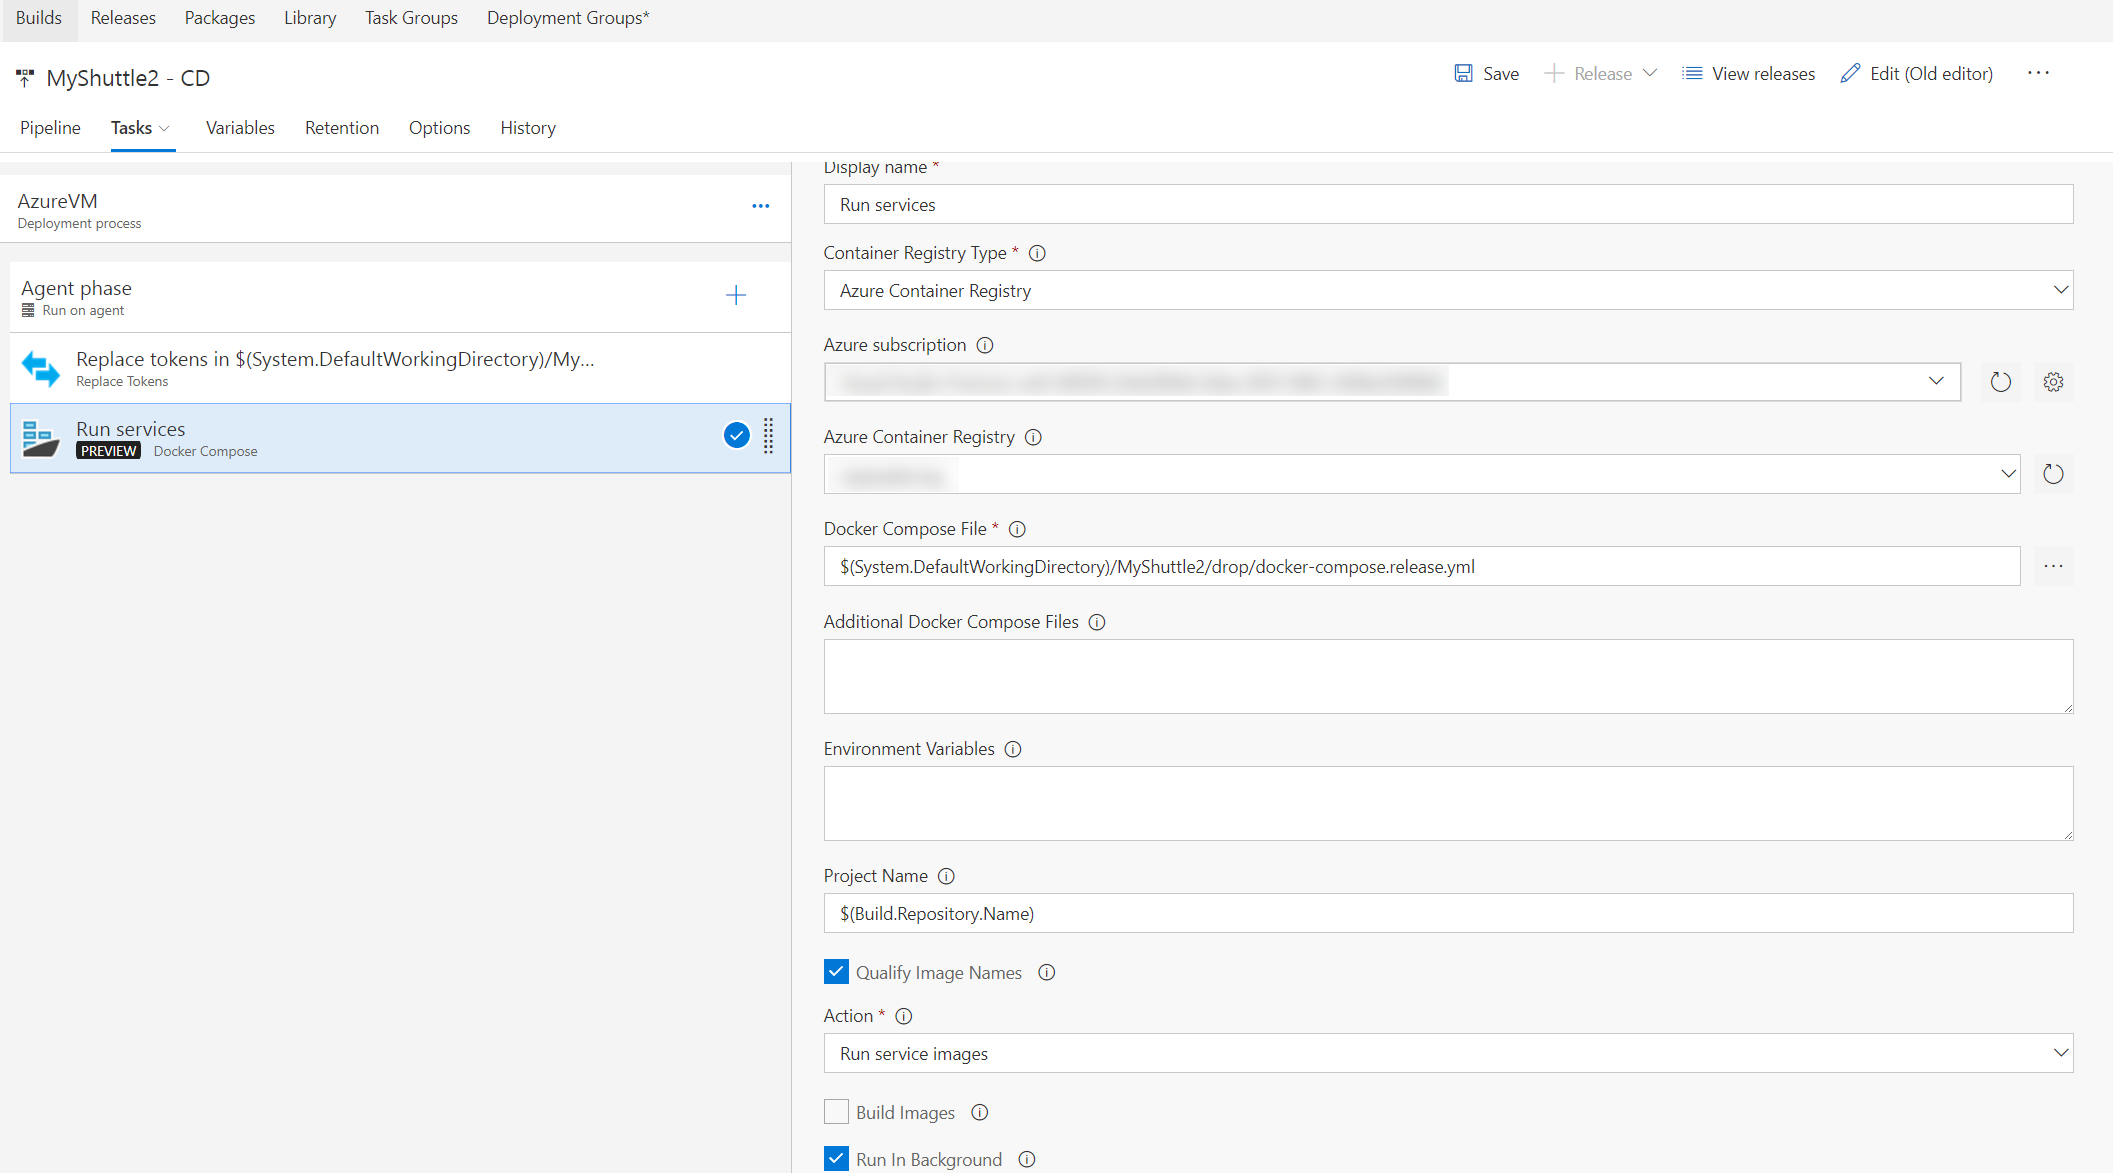 Builds Releases Packages Library Task Groups Deployment Groups*
MyShuttle2 - CD
Save Release View releases Edit (Old editor) ...
Pipeline Tasks Variables Retention Options History
AzureVM
Deployment process
Agent phase
Run on agent
Replace tokens in $(System.DefaultWorkingDirectory)/My...
Replace Tokens
Run services
PREVIEW Docker Compose
Display name *
Run services
Container Registry Type *
Azure Container Registry
Azure subscription
Azure Container Registry
Docker Compose File *
$(System.DefaultWorkingDirectory)/MyShuttle2/drop/docker-compose.release.yml
Additional Docker Compose Files
Environment Variables
Project Name
$(Build.Repository.Name)
Qualify Image Names
Action *
Run service images
Build Images
Run In Background